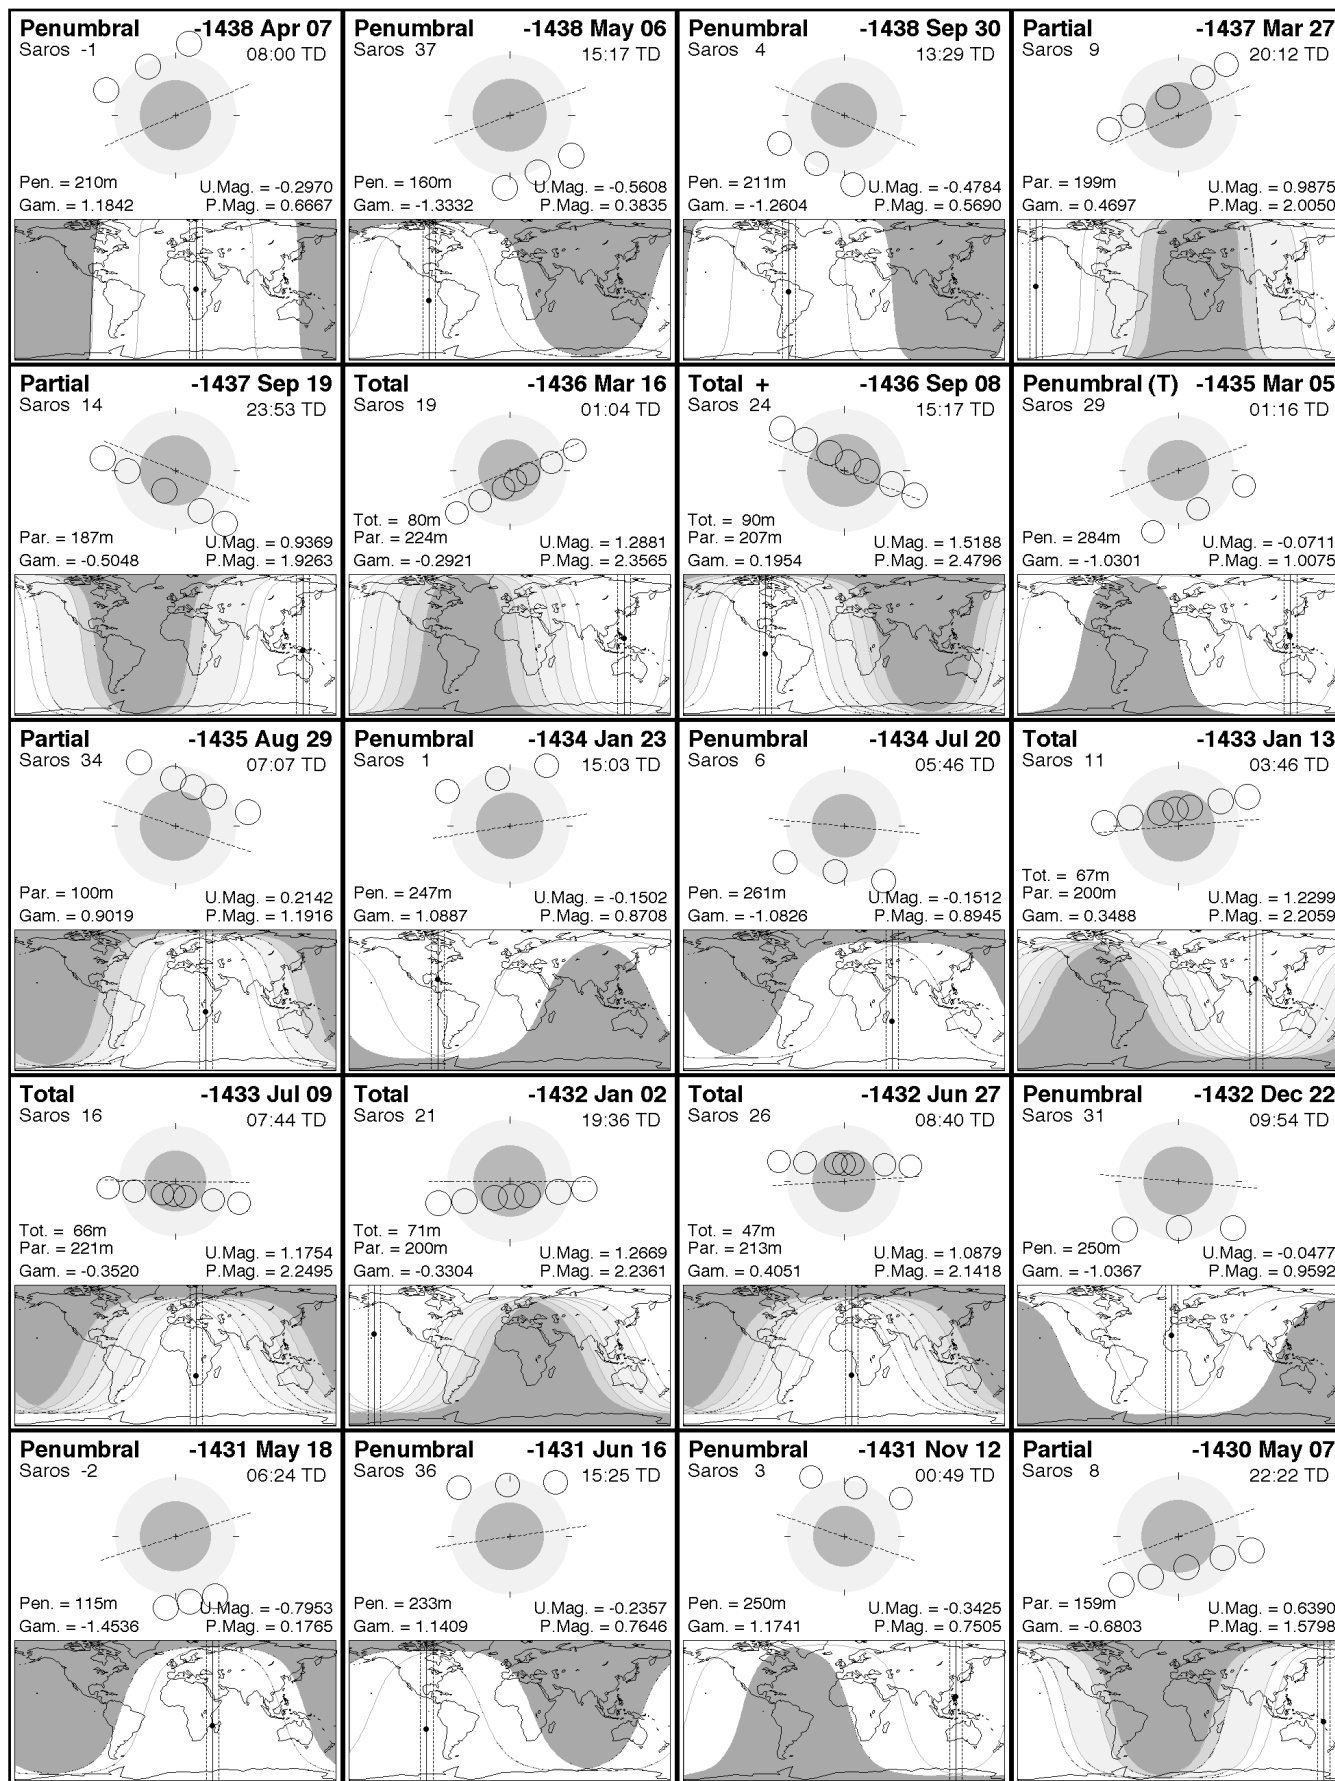 Penumbral -1438 Apr 07
Saros -1 08:00 TD
Pen. = 210m U.Mag. = -0.2970
Gam. = 1.1842 P.Mag. = 0.6667
Penumbral -1438 May 06
Saros 37 15:17 TD
Pen. = 160m U.Mag. = -0.5608
Gam. = -1.3332 P.Mag. = 0.3835
Penumbral -1438 Sep 30
Saros 4 13:29 TD
Pen. = 211m U.Mag. = -0.4784
Gam. = -1.2604 P.Mag. = 0.5690
Partial -1437 Mar 27
Saros 9 20:12 TD
Par. = 199m U.Mag. = 0.9875
Gam. = 0.4697 P.Mag. = 2.0050
Partial -1437 Sep 19
Saros 14 23:53 TD
Par. = 187m U.Mag. = 0.9369
Gam. = -0.5048 P.Mag. = 1.9263
Total -1436 Mar 16
Saros 19 01:04 TD
Tot. = 80m
Par. = 224m U.Mag. = 1.2881
Gam. = -0.2921 P.Mag. = 2.3565
Total + -1436 Sep 08
Saros 24 15:17 TD
Tot. = 90m
Par. = 207m U.Mag. = 1.5188
Gam. = 0.1954 P.Mag. = 2.4796
Penumbral (T) -1435 Mar 05
Saros 29 01:16 TD
Pen. = 284m U.Mag. = -0.0711
Gam. = -1.0301 P.Mag. = 1.0075
Partial -1435 Aug 29
Saros 34 07:07 TD
Par. = 100m U.Mag. = 0.2142
Gam. = 0.9019 P.Mag. = 1.1916
Penumbral -1434 Jan 23
Saros 1 15:03 TD
Pen. = 247m U.Mag. = -0.1502
Gam. = 1.0887 P.Mag. = 0.8708
Penumbral -1434 Jul 20
Saros 6 05:46 TD
Pen. = 261m U.Mag. = -0.1512
Gam. = -1.0826 P.Mag. = 0.8945
Total -1433 Jan 13
Saros 11 03:46 TD
Tot. = 67m
Par. = 200m U.Mag. = 1.2299
Gam. = 0.3488 P.Mag. = 2.2059
Total -1433 Jul 09
Saros 16 07:44 TD
Tot. = 66m
Par. = 221m U.Mag. = 1.1754
Gam. = -0.3520 P.Mag. = 2.2495
Total -1432 Jan 02
Saros 21 19:36 TD
Tot. = 71m
Par. = 200m U.Mag. = 1.2669
Gam. = -0.3304 P.Mag. = 2.2361
Total -1432 Jun 27
Saros 26 08:40 TD
Tot. = 47m
Par. = 213m U.Mag. = 1.0879
Gam. = 0.4051 P.Mag. = 2.1418
Penumbral -1432 Dec 22
Saros 31 09:54 TD
Pen. = 250m U.Mag. = -0.0477
Gam. = -1.0367 P.Mag. = 0.9592
Penumbral -1431 May 18
Saros -2 06:24 TD
Pen. = 115m U.Mag. = -0.7953
Gam. = -1.4536 P.Mag. = 0.1765
Penumbral -1431 Jun 16
Saros 36 15:25 TD
Pen. = 233m U.Mag. = -0.2357
Gam. = 1.1409 P.Mag. = 0.7646
Penumbral -1431 Nov 12
Saros 3 00:49 TD
Pen. = 250m U.Mag. = -0.3425
Gam. = 1.1741 P.Mag. = 0.7505
Partial -1430 May 07
Saros 8 22:22 TD
Par. = 159m U.Mag. = 0.6390
Gam. = -0.6803 P.Mag. = 1.5798